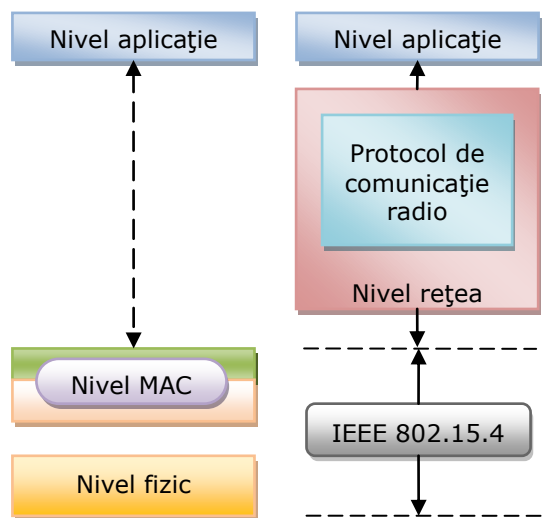 Nivel aplicaţie
Nivel aplicaţie
Protocol de
comunicaţie
radio
Nivel reţea
Nivel MAC
IEEE 802.15.4
Nivel fizic